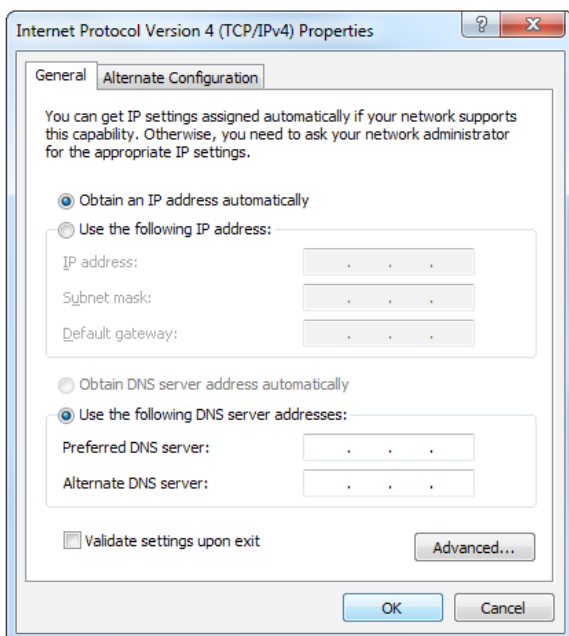 Internet Protocol Version 4 (TCP/IPv4) Properties
General
Alternate Configuration
You can get IP settings assigned automatically if your network supports
this capability. Otherwise, you need to ask your network administrator
for the appropriate IP settings.
Obtain an IP address automatically
Use the following IP address:
IP address:
. . .
Subnet mask:
. . .
Default gateway:
. . .
Obtain DNS server address automatically
Use the following DNS server addresses:
Preferred DNS server:
. . .
Alternate DNS server:
. . .
Validate settings upon exit
Advanced...
OK
Cancel